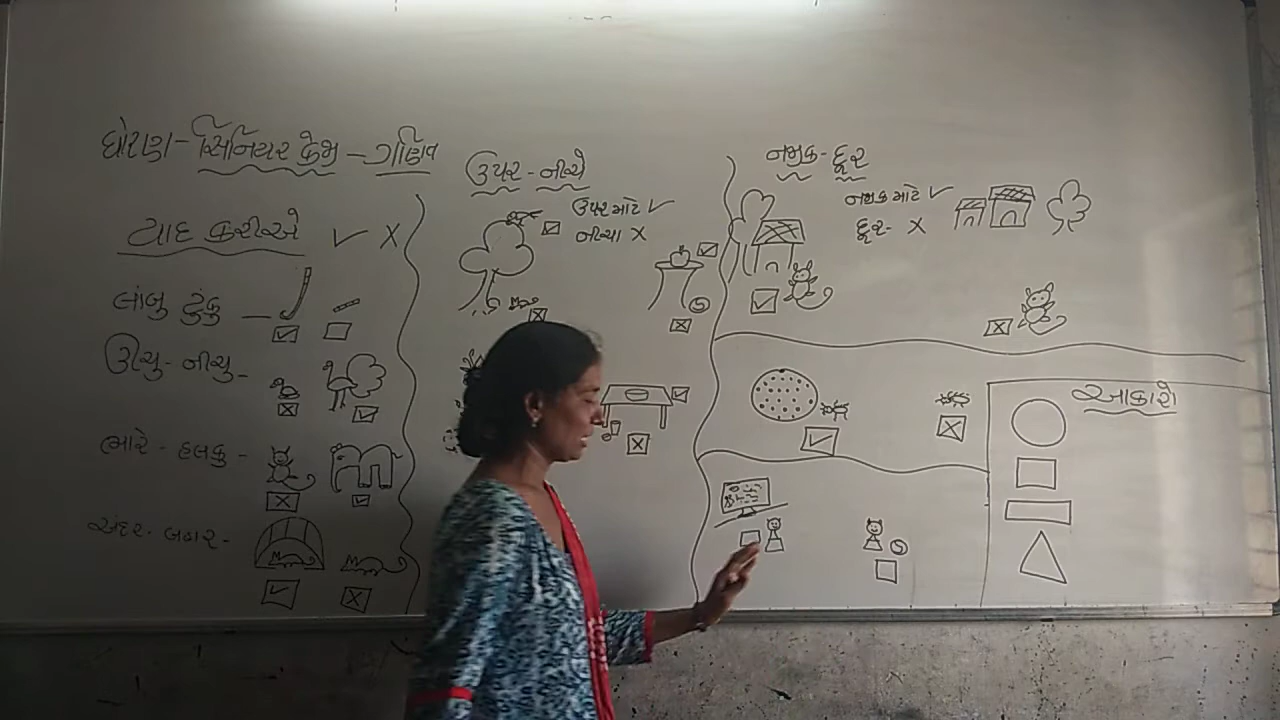 ધોરણ - સિનિયર કેજી - ગણિત
યાદ કરીએ ✓ X
લાંબુ ટુંકુ -
ઊંચુ - નીચુ -
ભારે - હલકુ -
અંદર - બહાર -
ઉપર - નીચે
ઉપર માટે ✓
નીચા X
નજીક - દૂર
નજીક માટે ✓
દૂર - X
આકારો